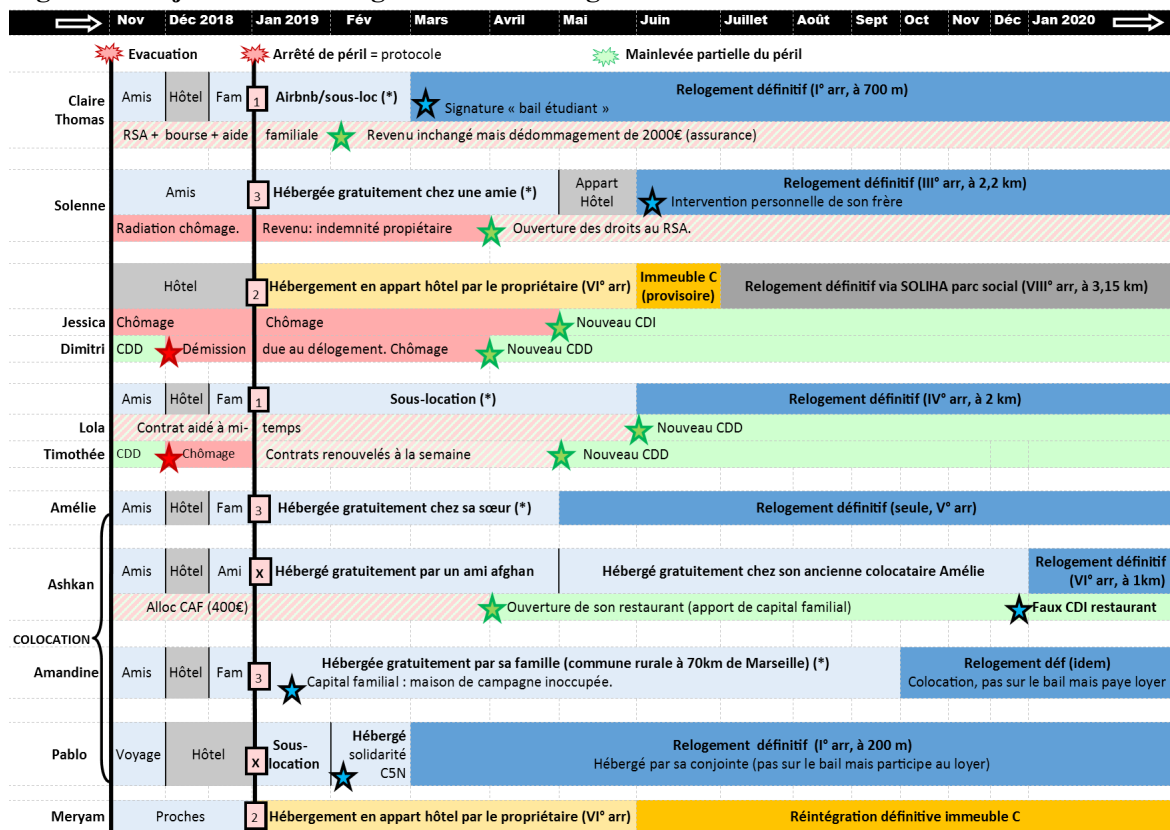 Nov Déc 2018 Jan 2019 Fév Mars Avril Mai Juin Juillet Août Sept Oct Nov Déc Jan 2020
Evacuation Arrêté de péril = protocole Mainlevée partielle du péril
Claire
Thomas
Amis Hôtel Fam 1 Airbnb/sous-loc (*) Relogement définitif (I° arr, à 700 m)
Signature « bail étudiant »
RSA + bourse + aide familiale Revenu inchangé mais dédommagement de 2000€ (assurance)
Solenne
Amis 3 Hébergée gratuitement chez une amie (*) Appart
Hôtel
Relogement définitif (III° arr, à 2,2 km)
Intervention personnelle de son frère
Radiation chômage. Revenu: indemnité propiétaire Ouverture des droits au RSA.
Hôtel 2 Hébergement en appart hôtel par le propriétaire (VI° arr) Immeuble C
(provisoire)
Relogement définitif via SOLIHA parc social (VIII° arr, à 3,15 km)
Jessica Chômage Chômage Nouveau CDI
Dimitri CDD Démission due au délogement. Chômage Nouveau CDD
Amis Hôtel Fam 1 Sous-location (*) Relogement définitif (IV° arr, à 2 km)
Lola Contrat aidé à mi- temps Nouveau CDD
Timothée CDD Chômage Contrats renouvelés à la semaine Nouveau CDD
Amélie Amis Hôtel Fam 3 Hébergée gratuitement chez sa sœur (*) Relogement définitif (seule, V° arr)
Ashkan Amis Hôtel Ami X Hébergé gratuitement par un ami afghan Hébergé gratuitement chez son ancienne colocataire Amélie Relogement définitif
(VI° arr, à 1km)
Alloc CAF (400€) Ouverture de son restaurant (apport de capital familial) Faux CDI restaurant
COLOCATION
Amandine Amis Hôtel Fam 3 Hébergée gratuitement par sa famille (commune rurale à 70km de Marseille) (*) Relogement déf (idem)
Capital familial : maison de campagne inoccupée. Colocation, pas sur le bail mais paye loyer
Pablo Voyage Hôtel X Sous-
location
Hébergé
solidarité
C5N
Relogement définitif (I° arr, à 200 m)
Hébergé par sa conjointe (pas sur le bail mais participe au loyer)
Meryam Proches 2 Hébergement en appart hôtel par le propriétaire (VI° arr) Réintégration définitive immeuble C